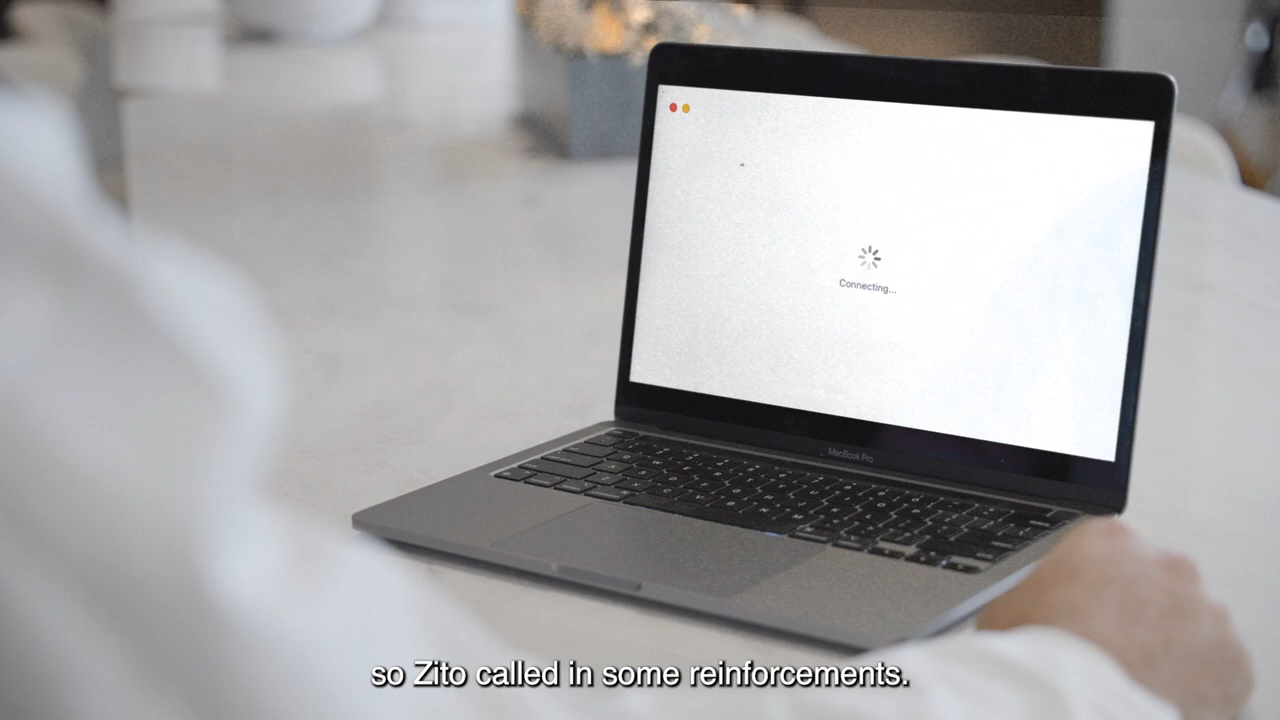 Connecting...
MacBook Pro
so Zito called in some reinforcements.